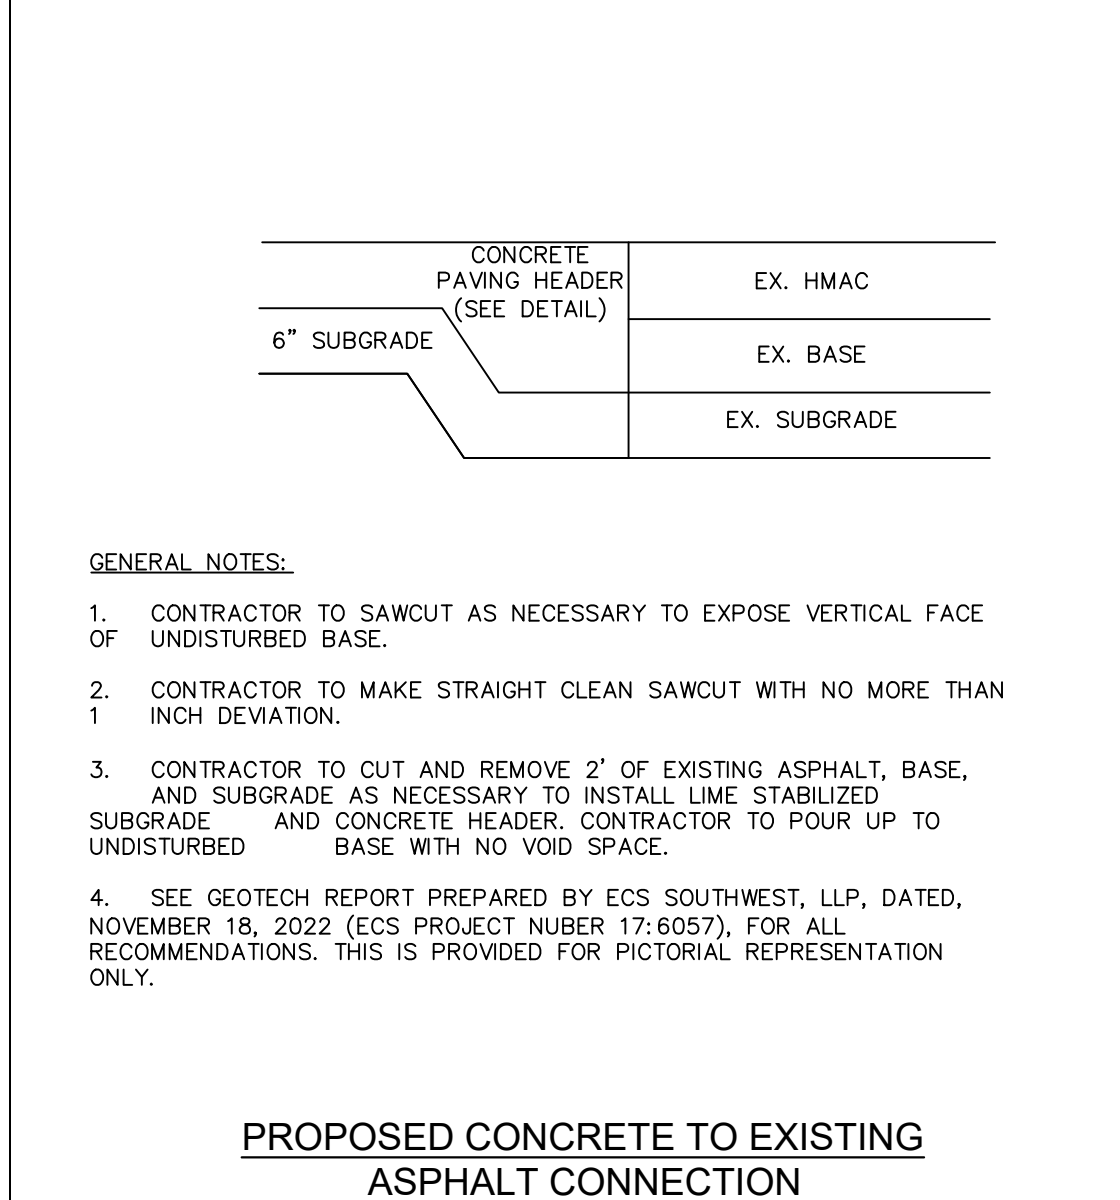 CONCRETE
PAVING HEADER
(SEE DETAIL)
EX. HMAC
6” SUBGRADE
EX. BASE
EX. SUBGRADE
GENERAL NOTES:
1. CONTRACTOR TO SAWCUT AS NECESSARY TO EXPOSE VERTICAL FACE
OF UNDISTURBED BASE.
2. CONTRACTOR TO MAKE STRAIGHT CLEAN SAWCUT WITH NO MORE THAN
1 INCH DEVIATION.
3. CONTRACTOR TO CUT AND REMOVE 2’ OF EXISTING ASPHALT, BASE,
AND SUBGRADE AS NECESSARY TO INSTALL LIME STABILIZED
SUBGRADE AND CONCRETE HEADER. CONTRACTOR TO POUR UP TO
UNDISTURBED BASE WITH NO VOID SPACE.
4. SEE GEOTECH REPORT PREPARED BY ECS SOUTHWEST, LLP, DATED,
NOVEMBER 18, 2022 (ECS PROJECT NUBER 17:6057), FOR ALL
RECOMMENDATIONS. THIS IS PROVIDED FOR PICTORIAL REPRESENTATION
ONLY.
PROPOSED CONCRETE TO EXISTING
ASPHALT CONNECTION